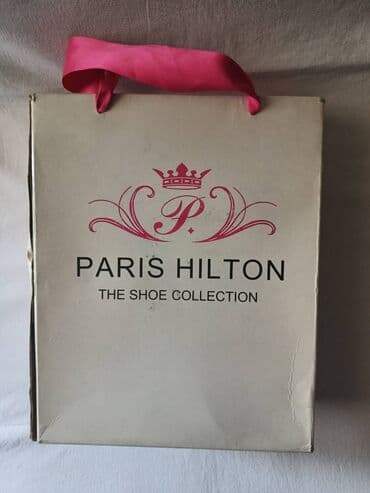 P.
PARIS HILTON
THE SHOE COLLECTION